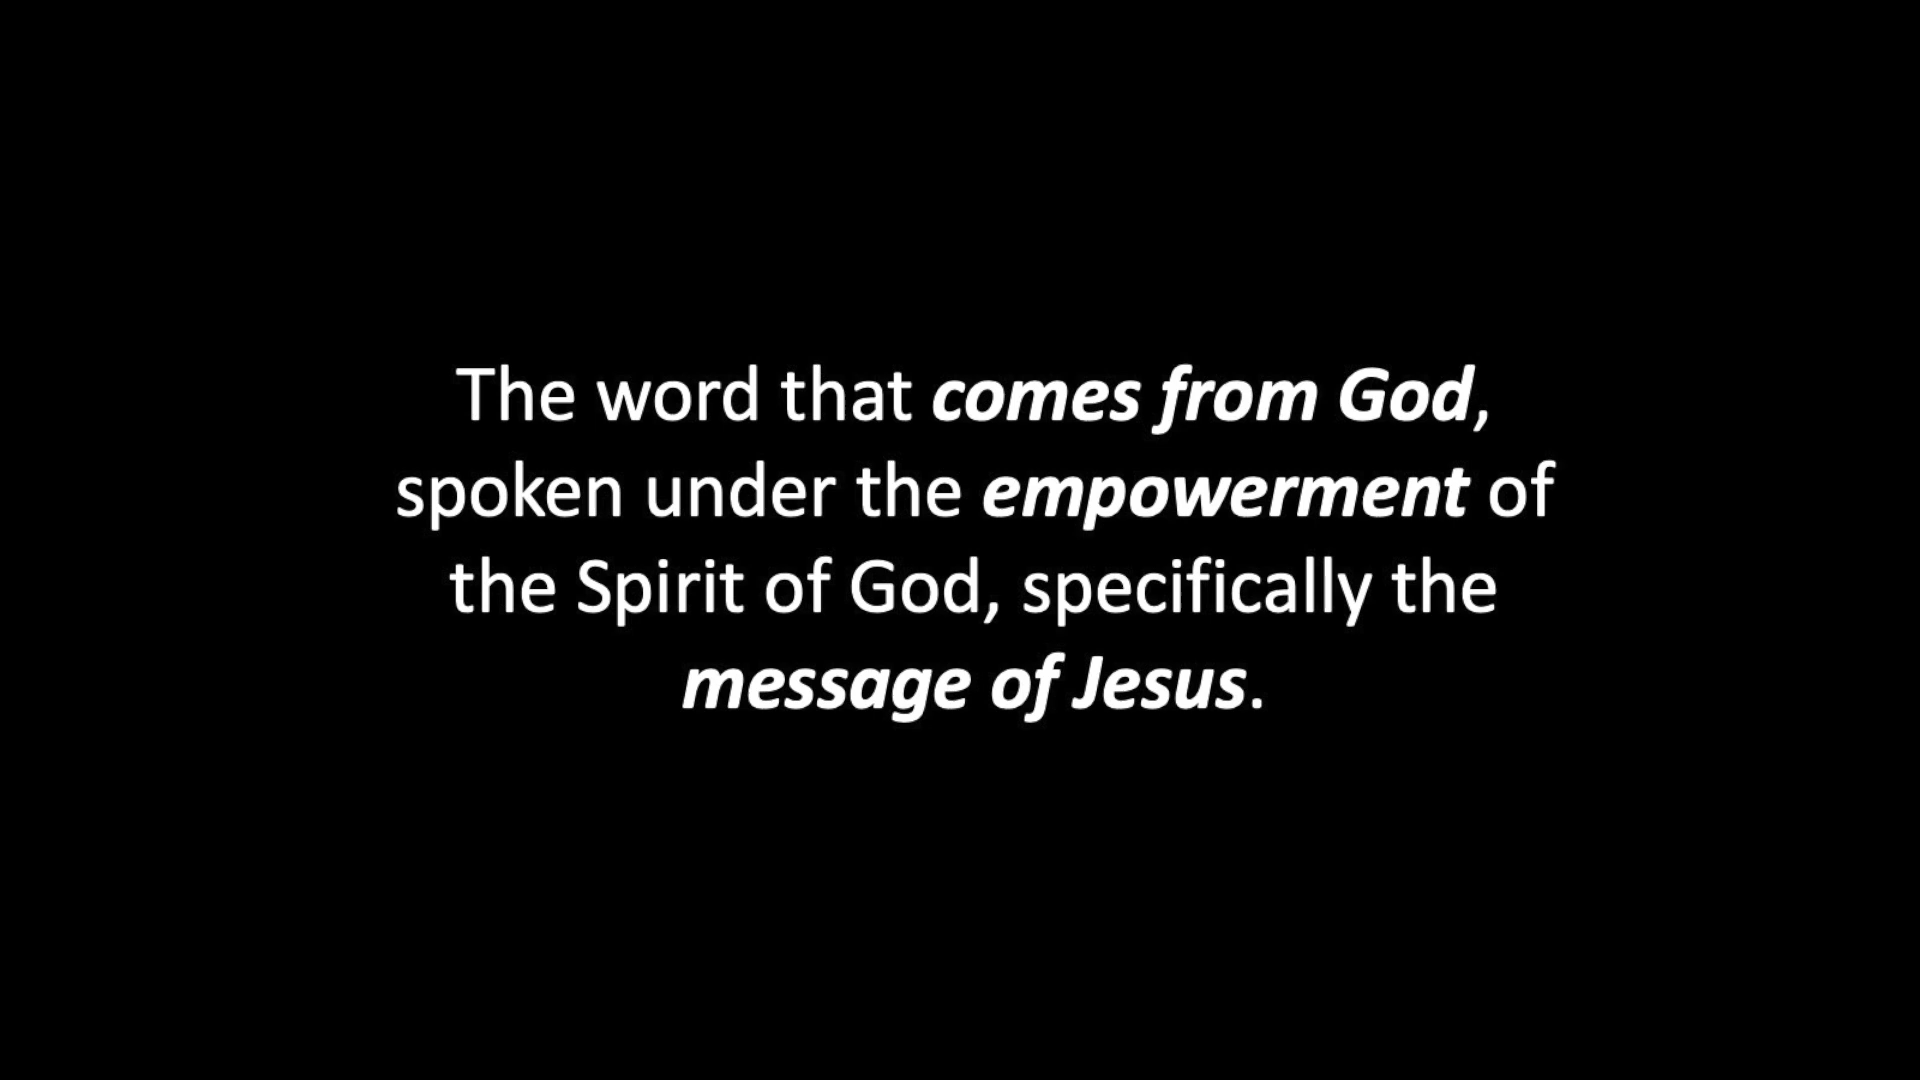 The word that comes from God,
spoken under the empowerment of
the Spirit of God, specifically the
message of Jesus.